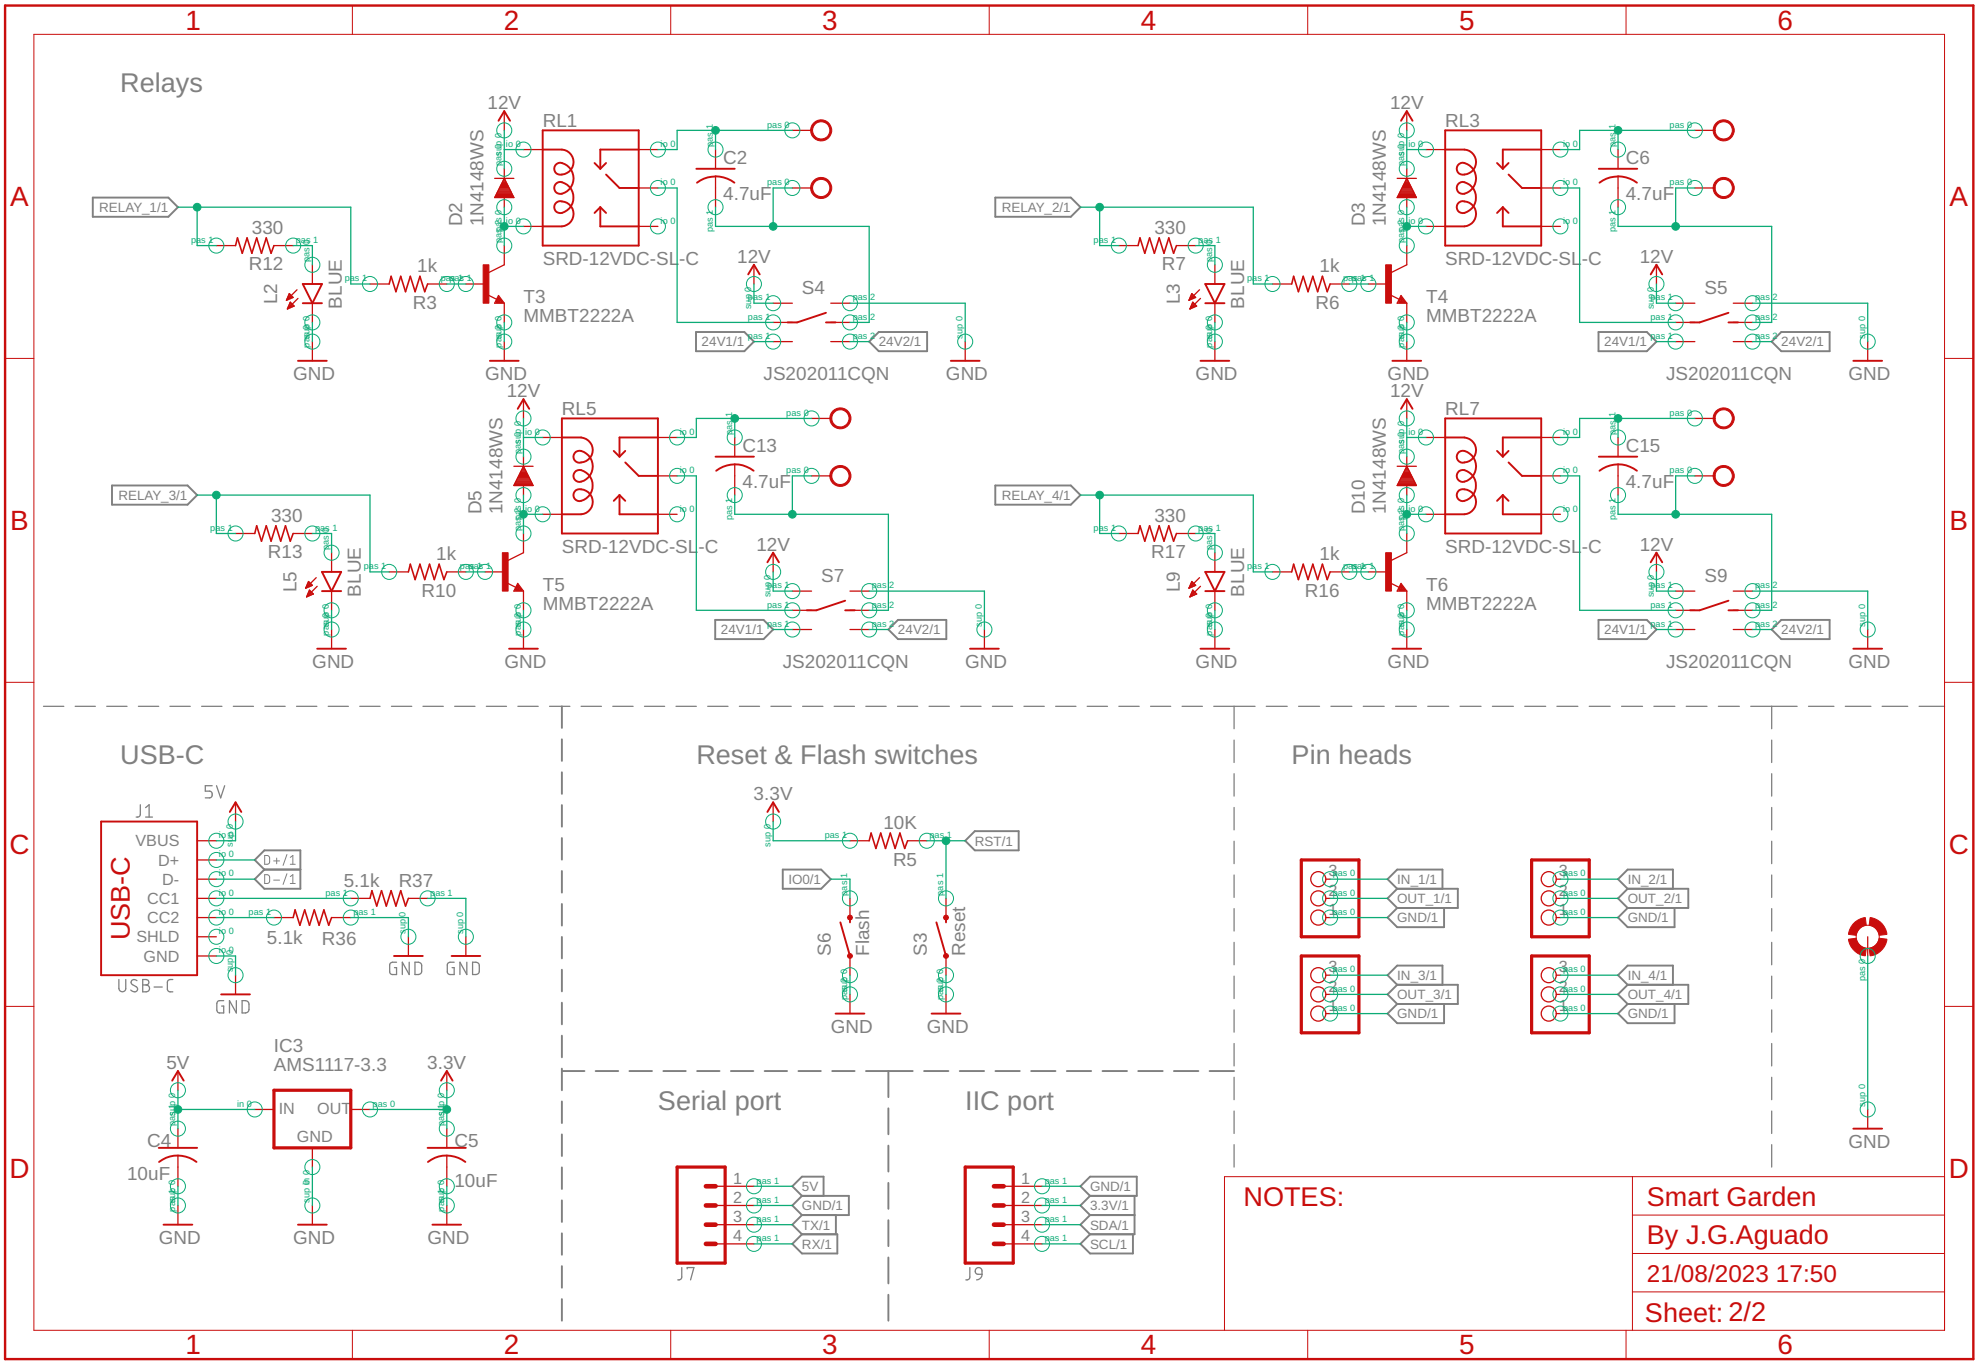 1 2 3 4 5 6
A
A
B
B
C
C
D
D
Relays
12V
RL1
D2
1N4148WS
C2
4.7uF
RELAY_1/1
330
R12
L2
BLUE
1k
R3
SRD-12VDC-SL-C
T3
MMBT2222A
12V
S4
24V1/1
24V2/1
JS202011CQN
GND
GND
GND
12V
RL3
D3
1N4148WS
C6
4.7uF
RELAY_2/1
330
R7
L3
BLUE
1k
R6
SRD-12VDC-SL-C
T4
MMBT2222A
12V
S5
24V1/1
24V2/1
JS202011CQN
GND
GND
GND
12V
RL5
D5
1N4148WS
C13
4.7uF
RELAY_3/1
330
R13
L5
BLUE
1k
R10
SRD-12VDC-SL-C
T5
MMBT2222A
12V
S7
24V1/1
24V2/1
JS202011CQN
GND
GND
GND
12V
RL7
D10
1N4148WS
C15
4.7uF
RELAY_4/1
330
R17
L9
BLUE
1k
R16
SRD-12VDC-SL-C
T6
MMBT2222A
12V
S9
24V1/1
24V2/1
JS202011CQN
GND
GND
GND
USB-C
5V
J1
USB-C
VBUS
D+
D-
CC1
CC2
SHLD
GND
USB-C
D+/1
D-/1
5.1k
R37
5.1k
R36
GND
GND
GND
5V
IC3
AMS1117-3.3
IN
OUT
GND
3.3V
C4
10uF
C5
10uF
GND
GND
GND
Reset & Flash switches
3.3V
10K
R5
RST/1
IO0/1
S6
Flash
S3
Reset
GND
GND
Serial port
1
2
3
4
5V
GND/1
TX/1
RX/1
J7
IIC port
1
2
3
4
GND/1
3.3V/1
SDA/1
SCL/1
J9
Pin heads
IN_1/1
OUT_1/1
GND/1
IN_2/1
OUT_2/1
GND/1
IN_3/1
OUT_3/1
GND/1
IN_4/1
OUT_4/1
GND/1
GND
NOTES:
Smart Garden
By J.G.Aguado
21/08/2023 17:50
Sheet: 2/2
1 2 3 4 5 6